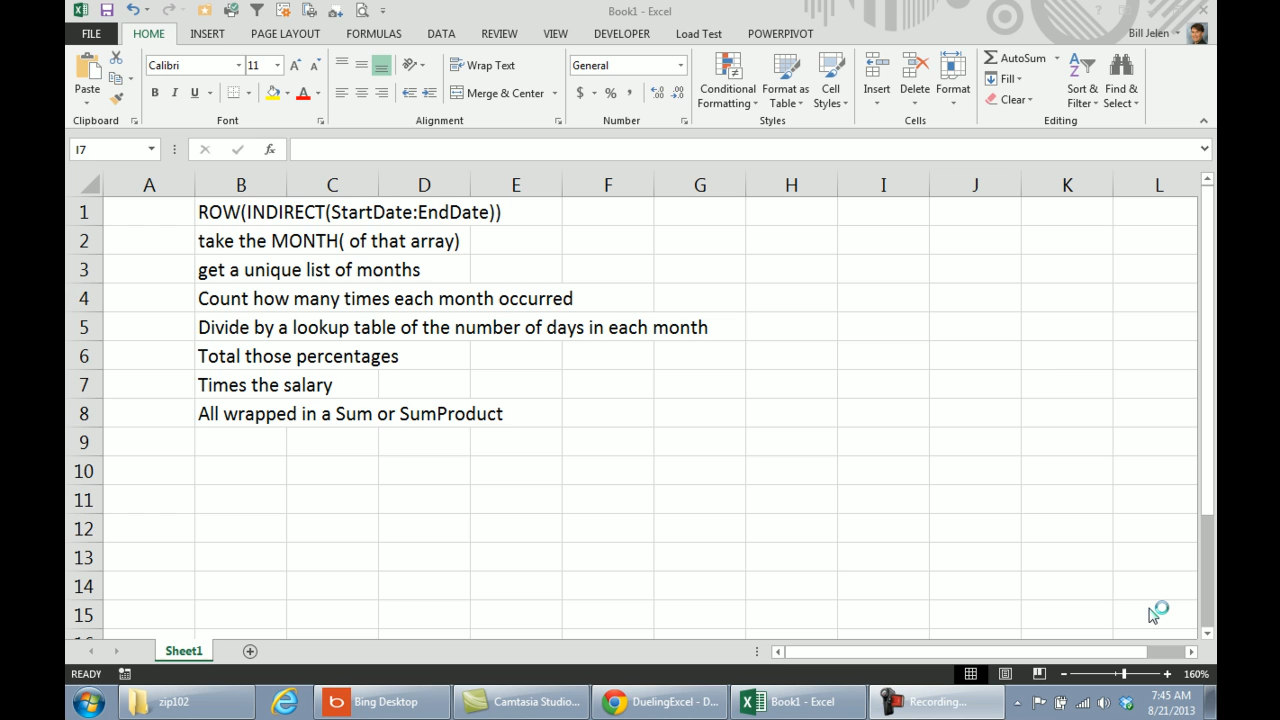 Book1 - Excel
FILE HOME INSERT PAGE LAYOUT FORMULAS DATA REVIEW VIEW DEVELOPER Load Test POWERPIVOT Bill Jelen
Calibri 11 Wrap Text General AutoSum
Paste B I U Merge & Center $ % , Conditional Formatting Format as Table Cell Styles Insert Delete Format Fill Clear Sort & Filter Find & Select
Clipboard Font Alignment Number Styles Cells Editing
I7 fx
A B C D E F G H I J K L
1 ROW(INDIRECT(StartDate:EndDate))
2 take the MONTH( of that array)
3 get a unique list of months
4 Count how many times each month occurred
5 Divide by a lookup table of the number of days in each month
6 Total those percentages
7 Times the salary
8 All wrapped in a Sum or SumProduct
9
10
11
12
13
14
15
Sheet1
READY 160%
zip102 Bing Desktop Camtasia Studio... DuelingExcel - D... Book1 - Excel Recording... 7:45 AM
8/21/2013